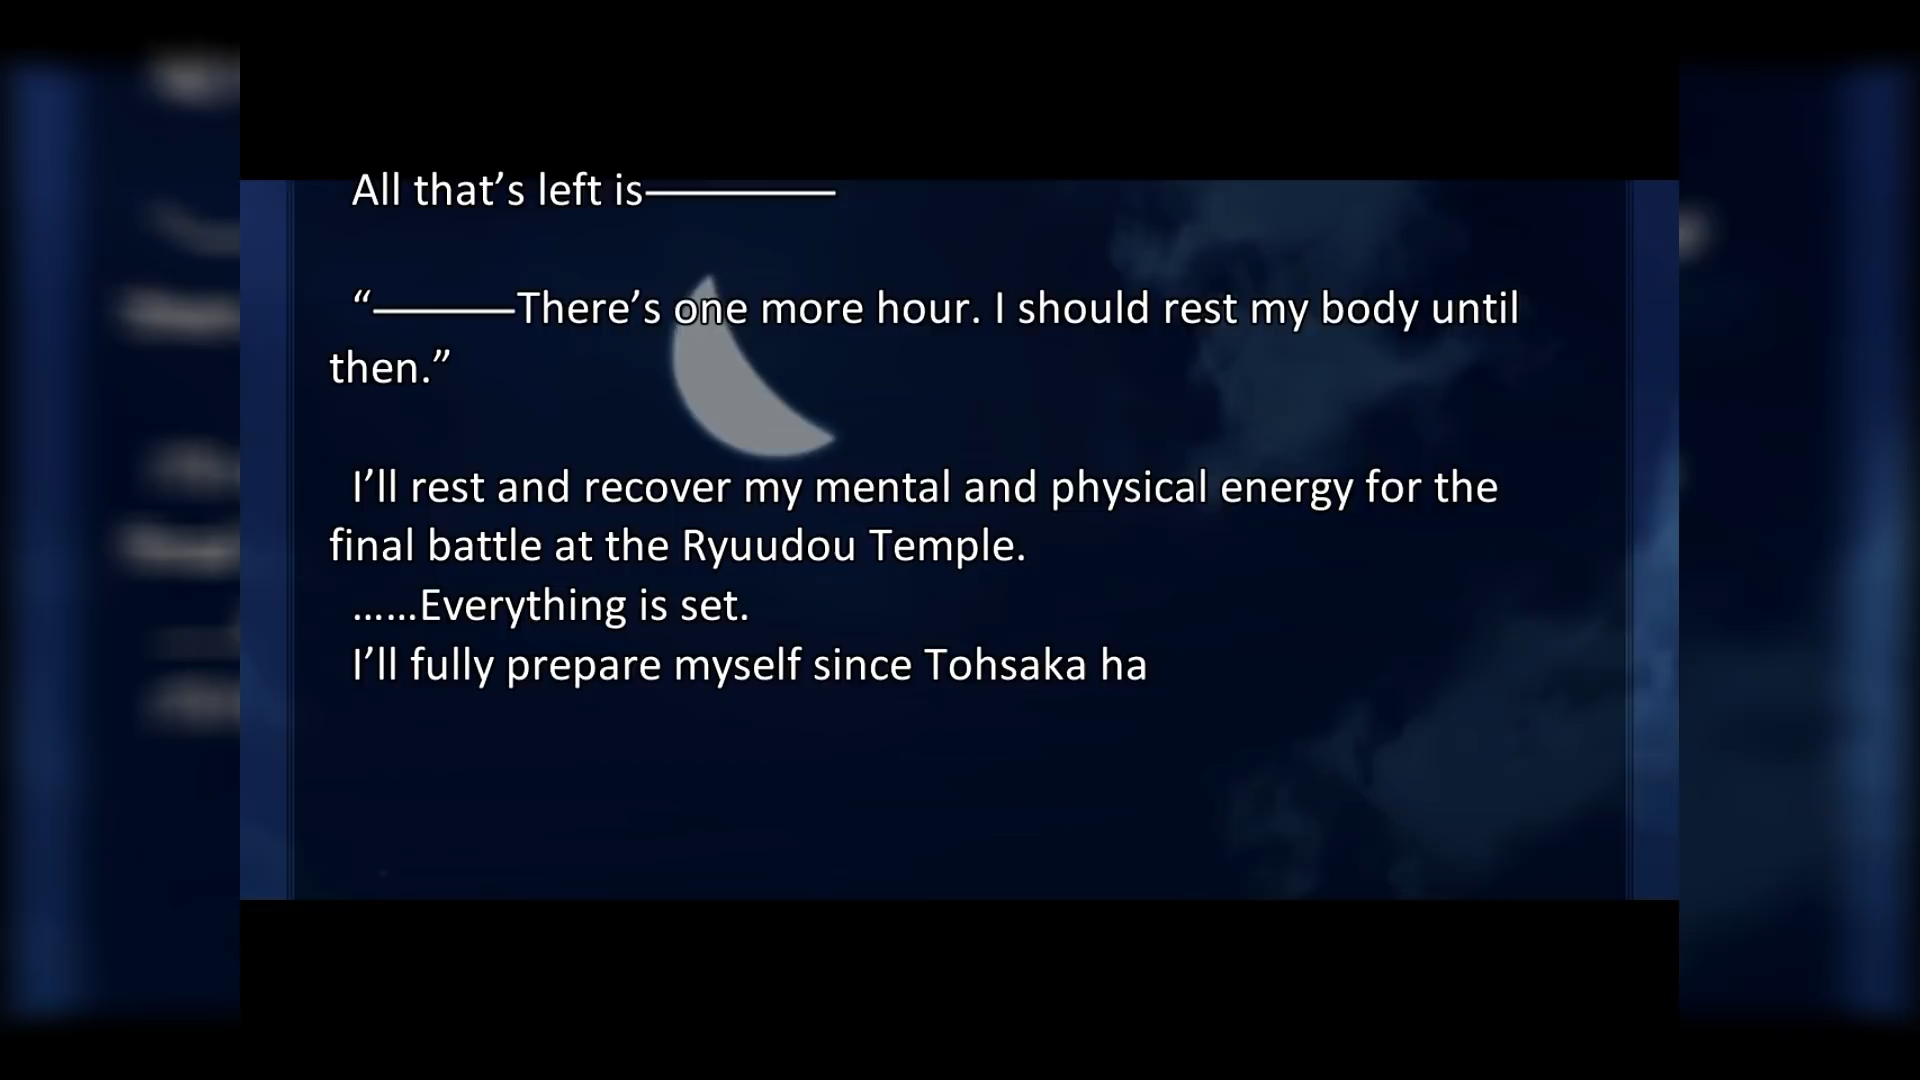 All that’s left is————
“———There’s one more hour. I should rest my body until
then.”
I’ll rest and recover my mental and physical energy for the
final battle at the Ryuudou Temple.
……Everything is set.
I’ll fully prepare myself since Tohsaka ha